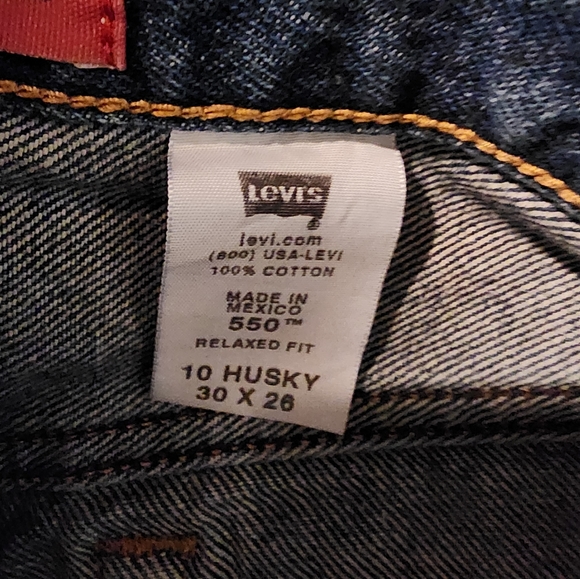 LEVI'S
levi.com
(800) USA-LEVI
100% COTTON
MADE IN
MEXICO
550™
RELAXED FIT
10 HUSKY
30 X 26